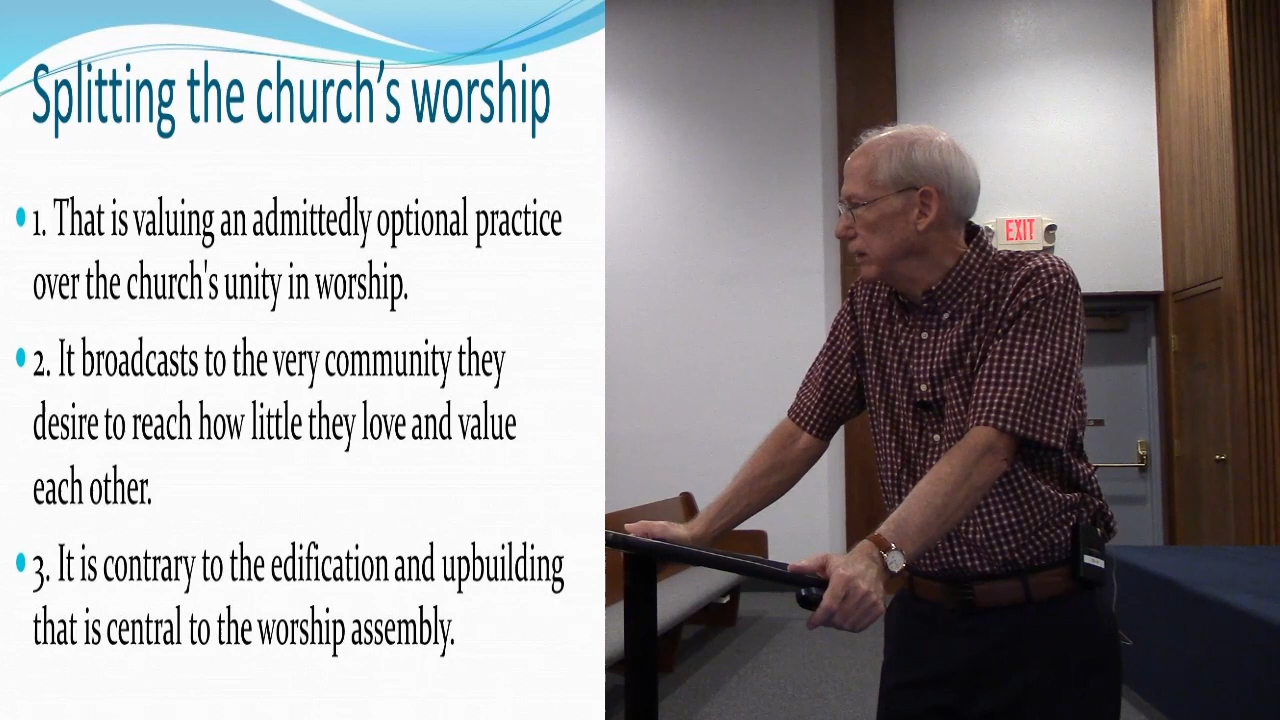 Splitting the church's worship
• 1. That is valuing an admittedly optional practice
over the church's unity in worship.
• 2. It broadcasts to the very community they
desire to reach how little they love and value
each other.
• 3. It is contrary to the edification and upbuilding
that is central to the worship assembly.
EXIT